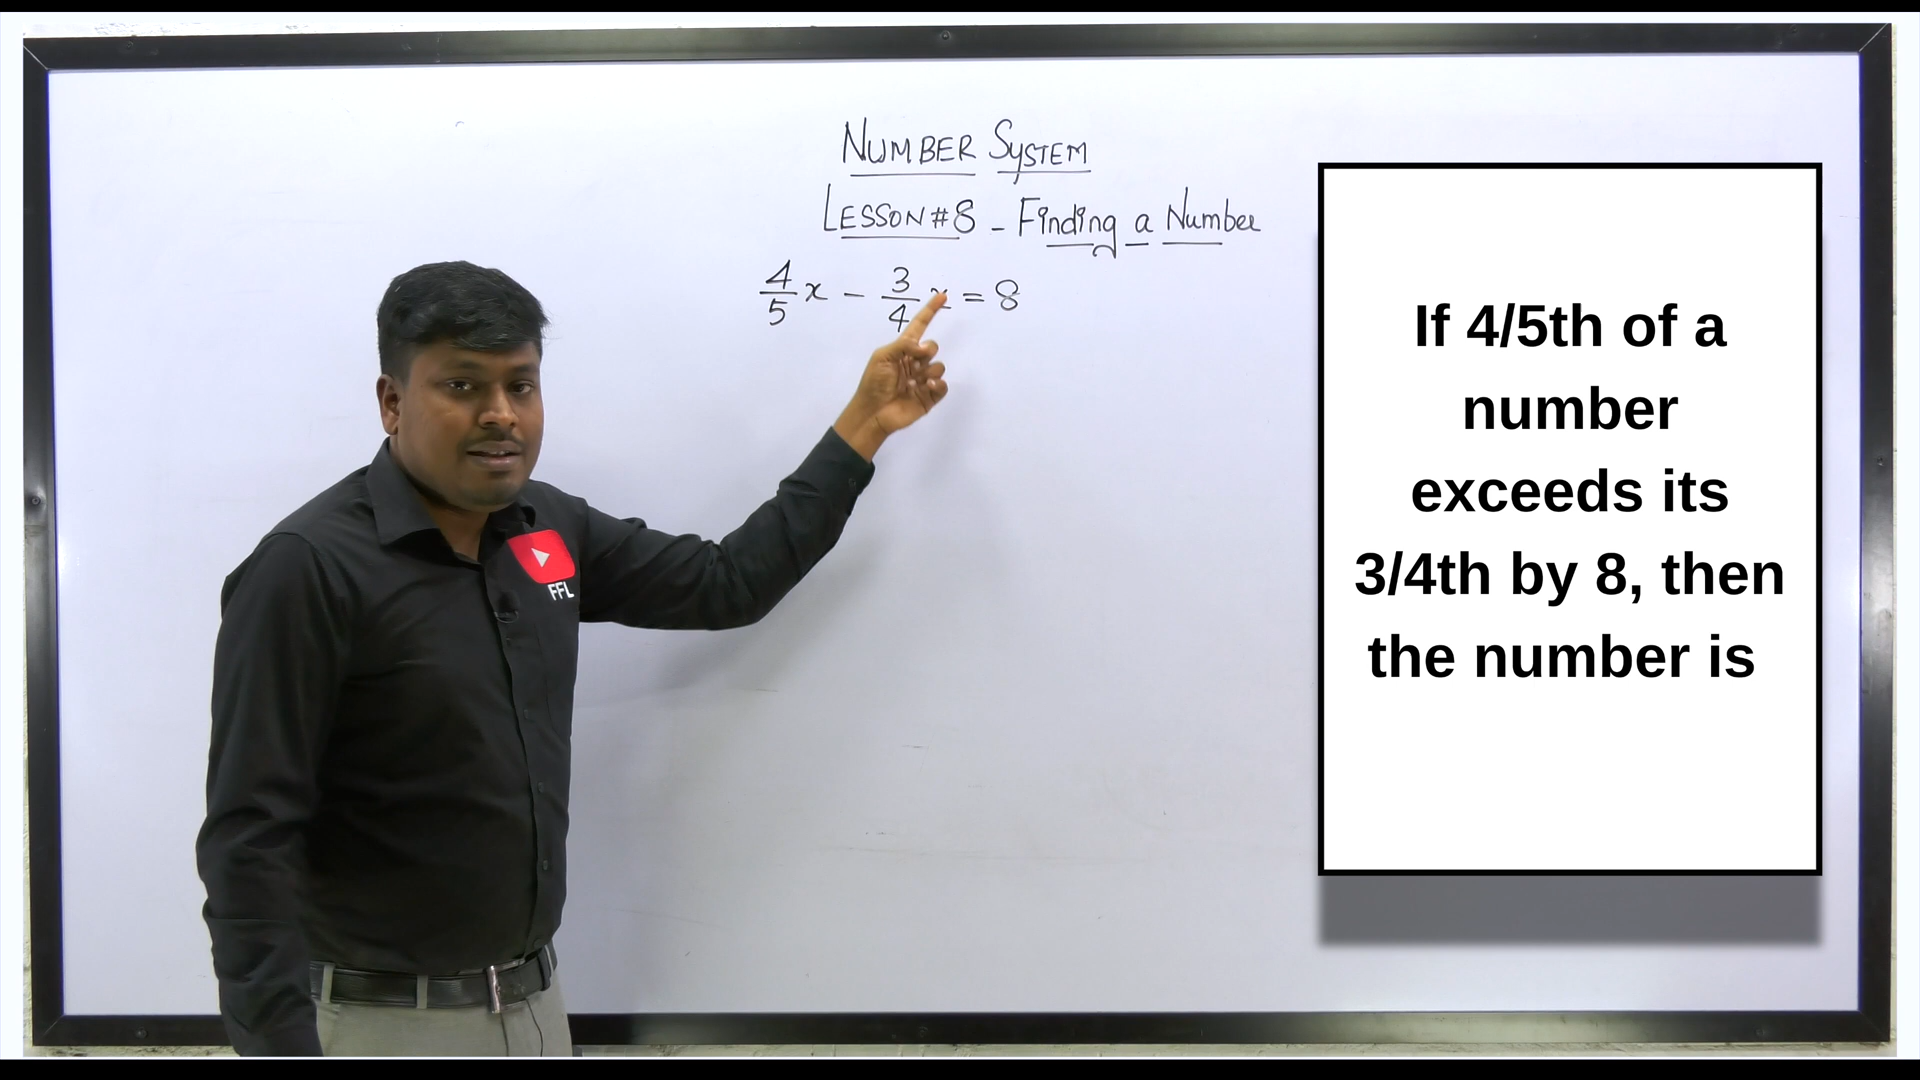 NUMBER SYSTEM
LESSON#8 - Finding a Number
4/5 x - 3/4 x = 8
If 4/5th of a
number
exceeds its
3/4th by 8, then
the number is
FFL